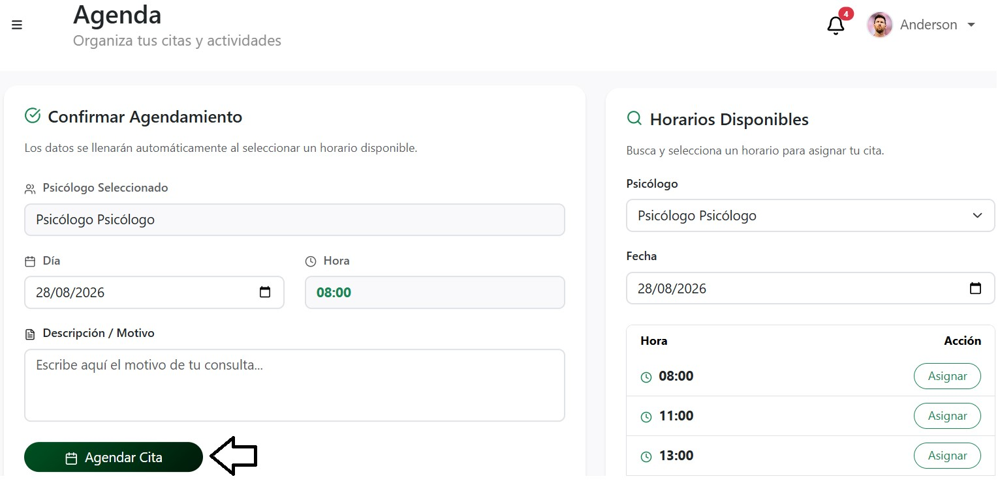 Agenda
Organiza tus citas y actividades
4
Anderson
Confirmar Agendamiento
Los datos se llenarán automáticamente al seleccionar un horario disponible.
Psicólogo Seleccionado
Psicólogo Psicólogo
Día
Hora
28/08/2026
08:00
Descripción / Motivo
Escribe aquí el motivo de tu consulta...
Agendar Cita
Horarios Disponibles
Busca y selecciona un horario para asignar tu cita.
Psicólogo
Psicólogo Psicólogo
Fecha
28/08/2026
Hora Acción
08:00 Asignar
11:00 Asignar
13:00 Asignar